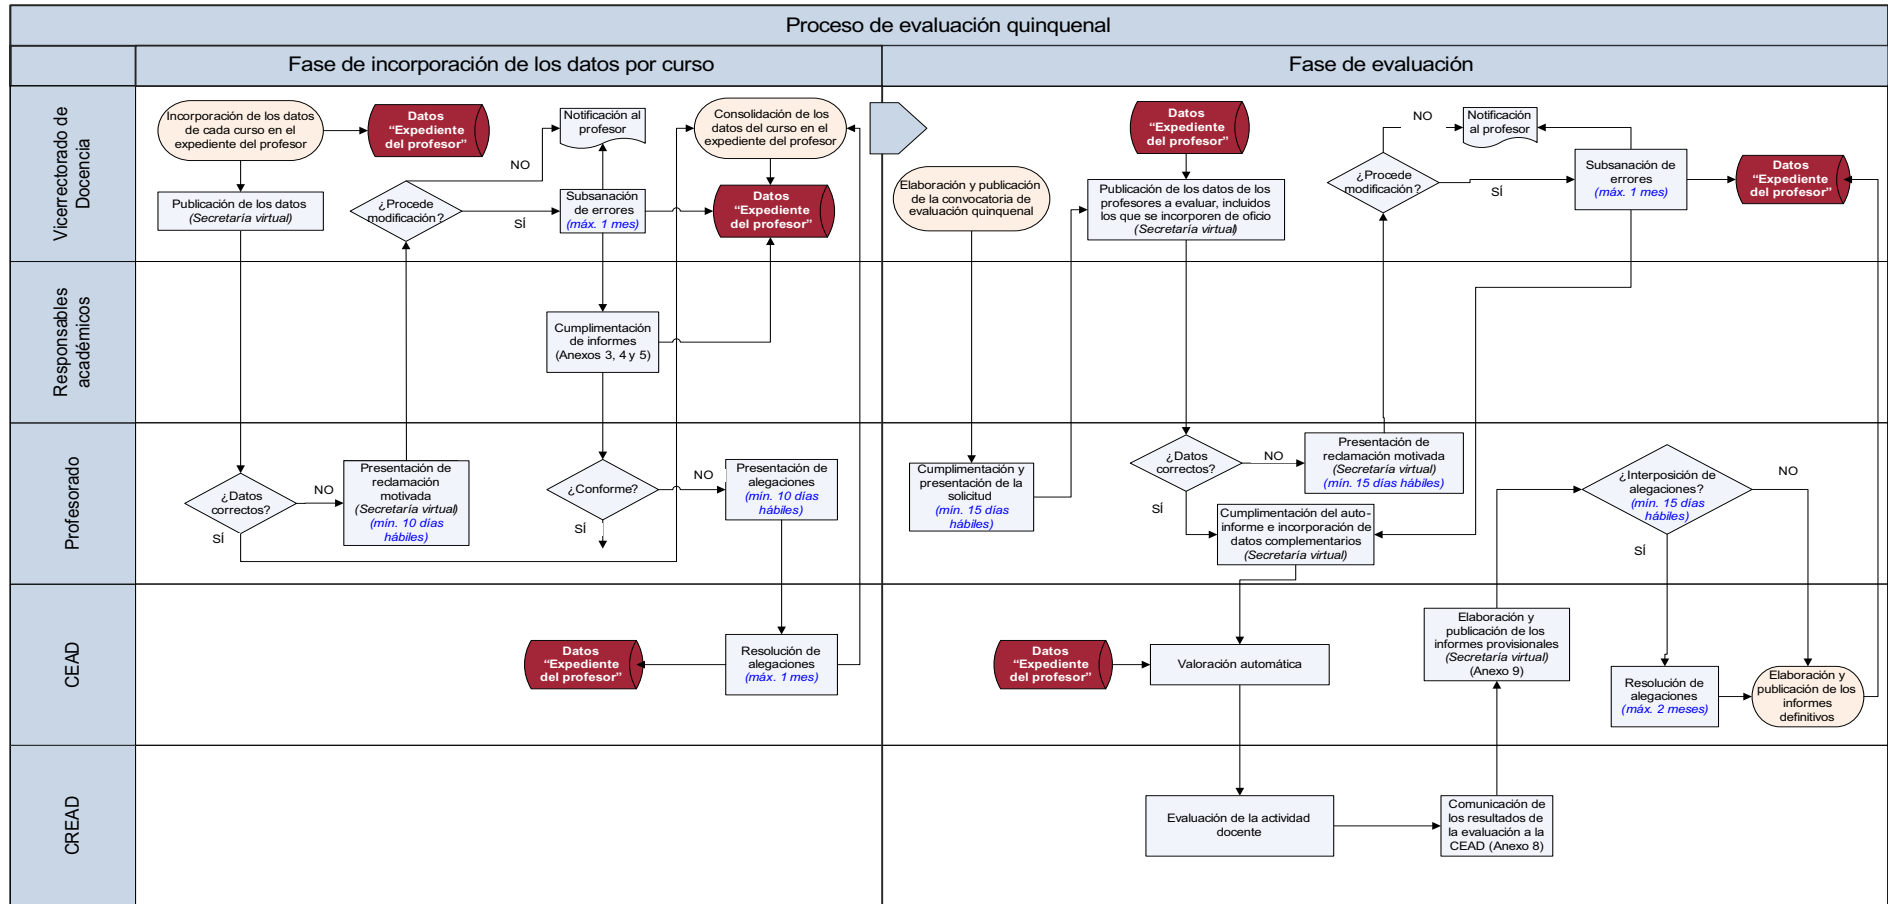 Proceso de evaluación quinquenal
Fase de incorporación de los datos por curso
Fase de evaluación
Vicerrectorado de
Docencia
Incorporación de los datos
de cada curso en el
expediente del profesor
Datos
“Expediente
del profesor”
Notificación al
profesor
Consolidación de los
datos del curso en el
expediente del profesor
Publicación de los datos
(Secretaría virtual)
¿Procede
modificación?
NO
SÍ
Subsanación
de errores
(máx. 1 mes)
Datos
“Expediente
del profesor”
Elaboración y publicación
de la convocatoria de
evaluación quinquenal
Datos
“Expediente
del profesor”
Publicación de los datos de los
profesores a evaluar, incluidos
los que se incorporen de oficio
(Secretaría virtual)
¿Procede
modificación?
NO
SÍ
Notificación
al profesor
Subsanación de
errores
(máx. 1 mes)
Datos
“Expediente
del profesor”
Responsables
académicos
Cumplimentación
de informes
(Anexos 3, 4 y 5)
Profesorado
¿Datos
correctos?
NO
SÍ
Presentación de
reclamación
motivada
(Secretaría virtual)
(mín. 10 días
hábiles)
¿Conforme?
NO
SÍ
Presentación de
alegaciones
(mín. 10 días
hábiles)
Cumplimentación y
presentación de la
solicitud
(mín. 15 días
hábiles)
¿Datos
correctos?
NO
SÍ
Presentación de
reclamación motivada
(Secretaría virtual)
(mín. 15 días hábiles)
Cumplimentación del auto-
informe e incorporación de
datos complementarios
(Secretaría virtual)
¿Interposición de
alegaciones?
(mín. 15 días
hábiles)
NO
SÍ
CEAD
Datos
“Expediente
del profesor”
Resolución de
alegaciones
(máx. 1 mes)
Datos
“Expediente
del profesor”
Valoración automática
Elaboración y
publicación de los
informes provisionales
(Secretaría virtual)
(Anexo 9)
Resolución de
alegaciones
(máx. 2 meses)
Elaboración y
publicación de los
informes
definitivos
CREAD
Evaluación de la actividad
docente
Comunicación de
los resultados de
la evaluación a la
CEAD (Anexo 8)